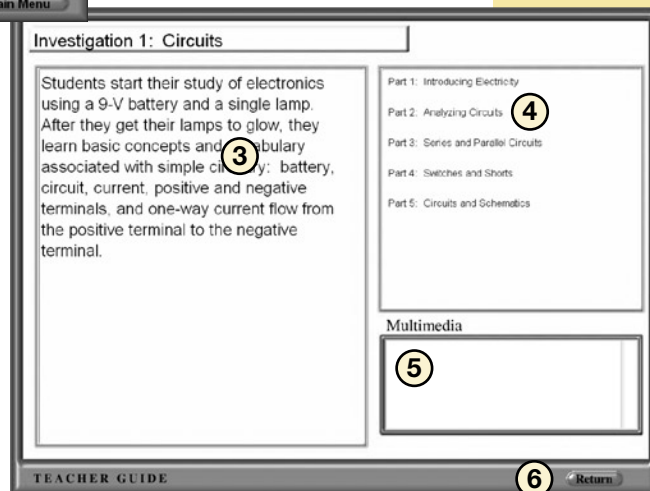 ain Menu
Investigation 1: Circuits
Students start their study of electronics
using a 9-V battery and a single lamp.
After they get their lamps to glow, they
learn basic concepts and abulary
associated with simple ci y: battery,
circuit, current, positive and negative
terminals, and one-way current flow from
the positive terminal to the negative
terminal.
3
Part 1: Introducing Electricity
Part 2: Analyzing Circuits
4
Part 3: Series and Parallel Circuits
Part 4: Switches and Shorts
Part 5: Circuits and Schematics
Multimedia
5
TEACHER GUIDE
6
Return